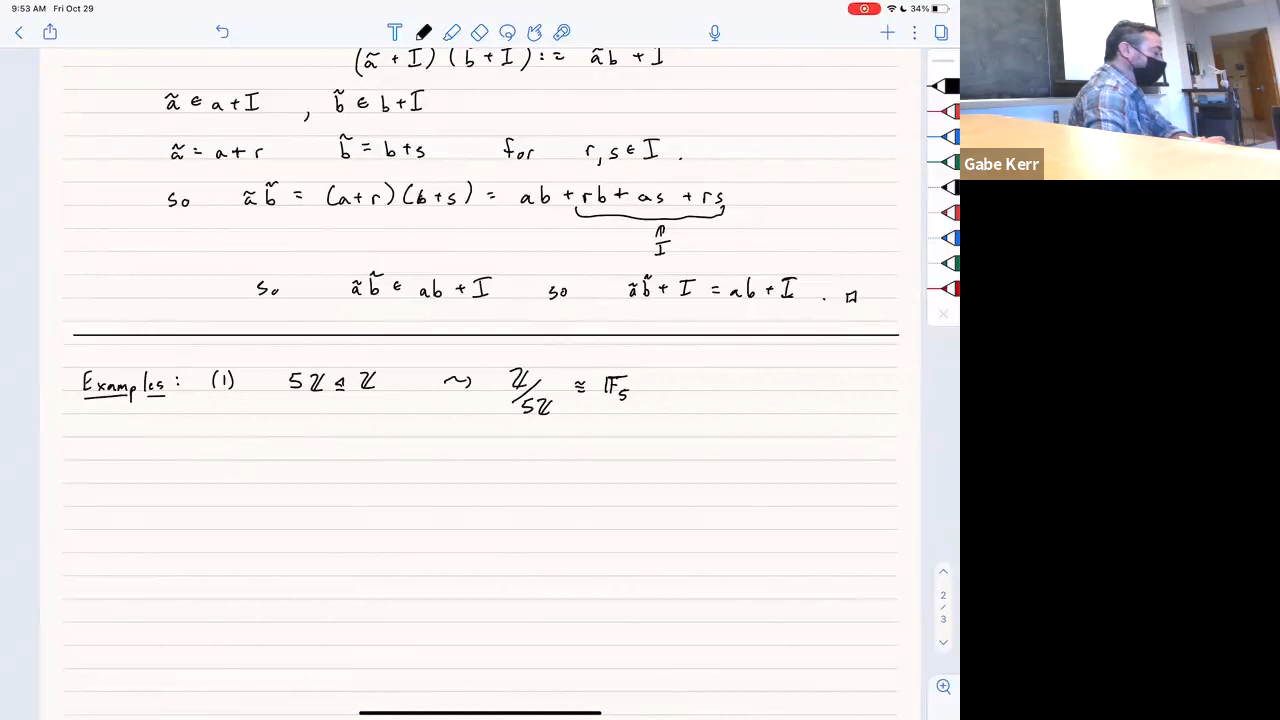 9:53 AM Fri Oct 29
34%
(ã + I) (b̃ + I) := ãb̃ + I
ã ∈ a + I , b̃ ∈ b + I
ã = a + r b̃ = b + s for r, s ∈ I .
so ã b̃ = (a + r) (b + s) = ab + rb + as + rs
∈
I
so ã b̃ ∈ ab + I so ãb̃ + I = ab + I . □
Examples: (1) 5ℤ ⊴ ℤ ⇝ ℤ/5ℤ ≅ 𝔽₅
2
/
3
Gabe Kerr